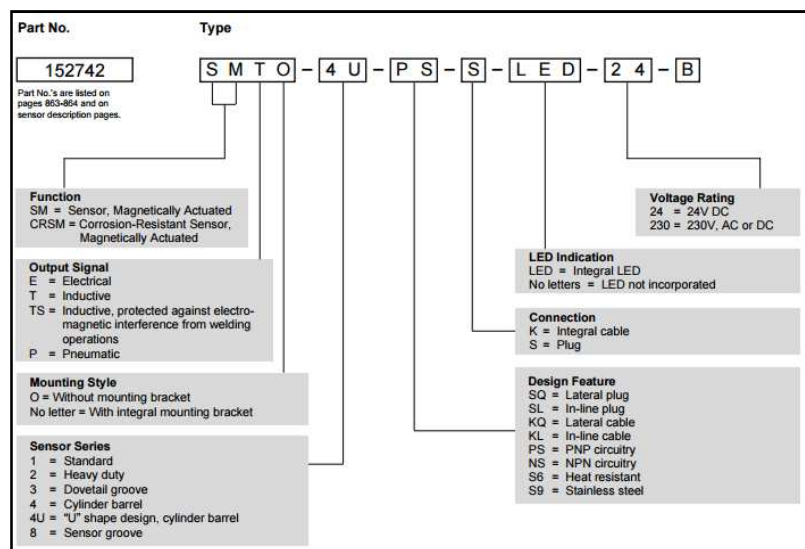 Part No.
Type
152742
SMTO-4U-PS-S-LED-24-B
Part No.'s are listed on
pages 863-864 and on
sensor description pages.
Function
SM = Sensor, Magnetically Actuated
CRSM = Corrosion-Resistant Sensor,
Magnetically Actuated
Output Signal
E = Electrical
T = Inductive
TS = Inductive, protected against electro-
magnetic interference from welding
operations
P = Pneumatic
Mounting Style
O = Without mounting bracket
No letter = With integral mounting bracket
Sensor Series
1 = Standard
2 = Heavy duty
3 = Dovetail groove
4 = Cylinder barrel
4U = "U" shape design, cylinder barrel
8 = Sensor groove
Voltage Rating
24 = 24V DC
230 = 230V, AC or DC
LED Indication
LED = Integral LED
No letters = LED not incorporated
Connection
K = Integral cable
S = Plug
Design Feature
SQ = Lateral plug
SL = In-line plug
KQ = Lateral cable
KL = In-line cable
PS = PNP circuitry
NS = NPN circuitry
S6 = Heat resistant
S9 = Stainless steel